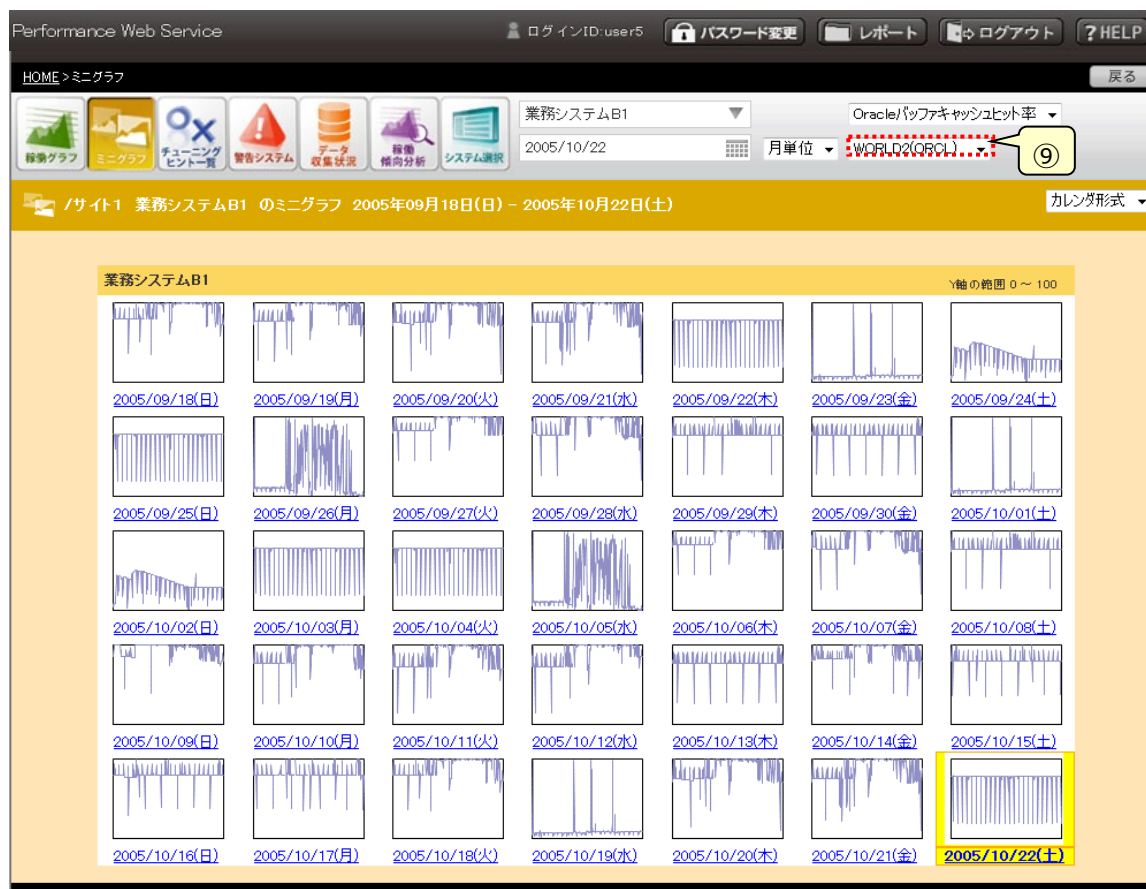 Performance Web Service
ログインID:user5
パスワード変更
レポート
ログアウト
?HELP
HOME>ミニグラフ
戻る
稼働グラフ
ミニグラフ
チューニング
ヒント一覧
警告システム
データ
収集状況
稼働
傾向分析
システム選択
業務システムB1
Oracleバッファキャッシュヒット率
2005/10/22
月単位
WORLD2(ORCL)
⑨
/サイト1 業務システムB1 のミニグラフ 2005年09月18日(日) - 2005年10月22日(土)
カレンダ形式
業務システムB1
Y軸の範囲 0 ~ 100
2005/09/18(日) 2005/09/19(月) 2005/09/20(火) 2005/09/21(水) 2005/09/22(木) 2005/09/23(金) 2005/09/24(土)
2005/09/25(日) 2005/09/26(月) 2005/09/27(火) 2005/09/28(水) 2005/09/29(木) 2005/09/30(金) 2005/10/01(土)
2005/10/02(日) 2005/10/03(月) 2005/10/04(火) 2005/10/05(水) 2005/10/06(木) 2005/10/07(金) 2005/10/08(土)
2005/10/09(日) 2005/10/10(月) 2005/10/11(火) 2005/10/12(水) 2005/10/13(木) 2005/10/14(金) 2005/10/15(土)
2005/10/16(日) 2005/10/17(月) 2005/10/18(火) 2005/10/19(水) 2005/10/20(木) 2005/10/21(金) 2005/10/22(土)